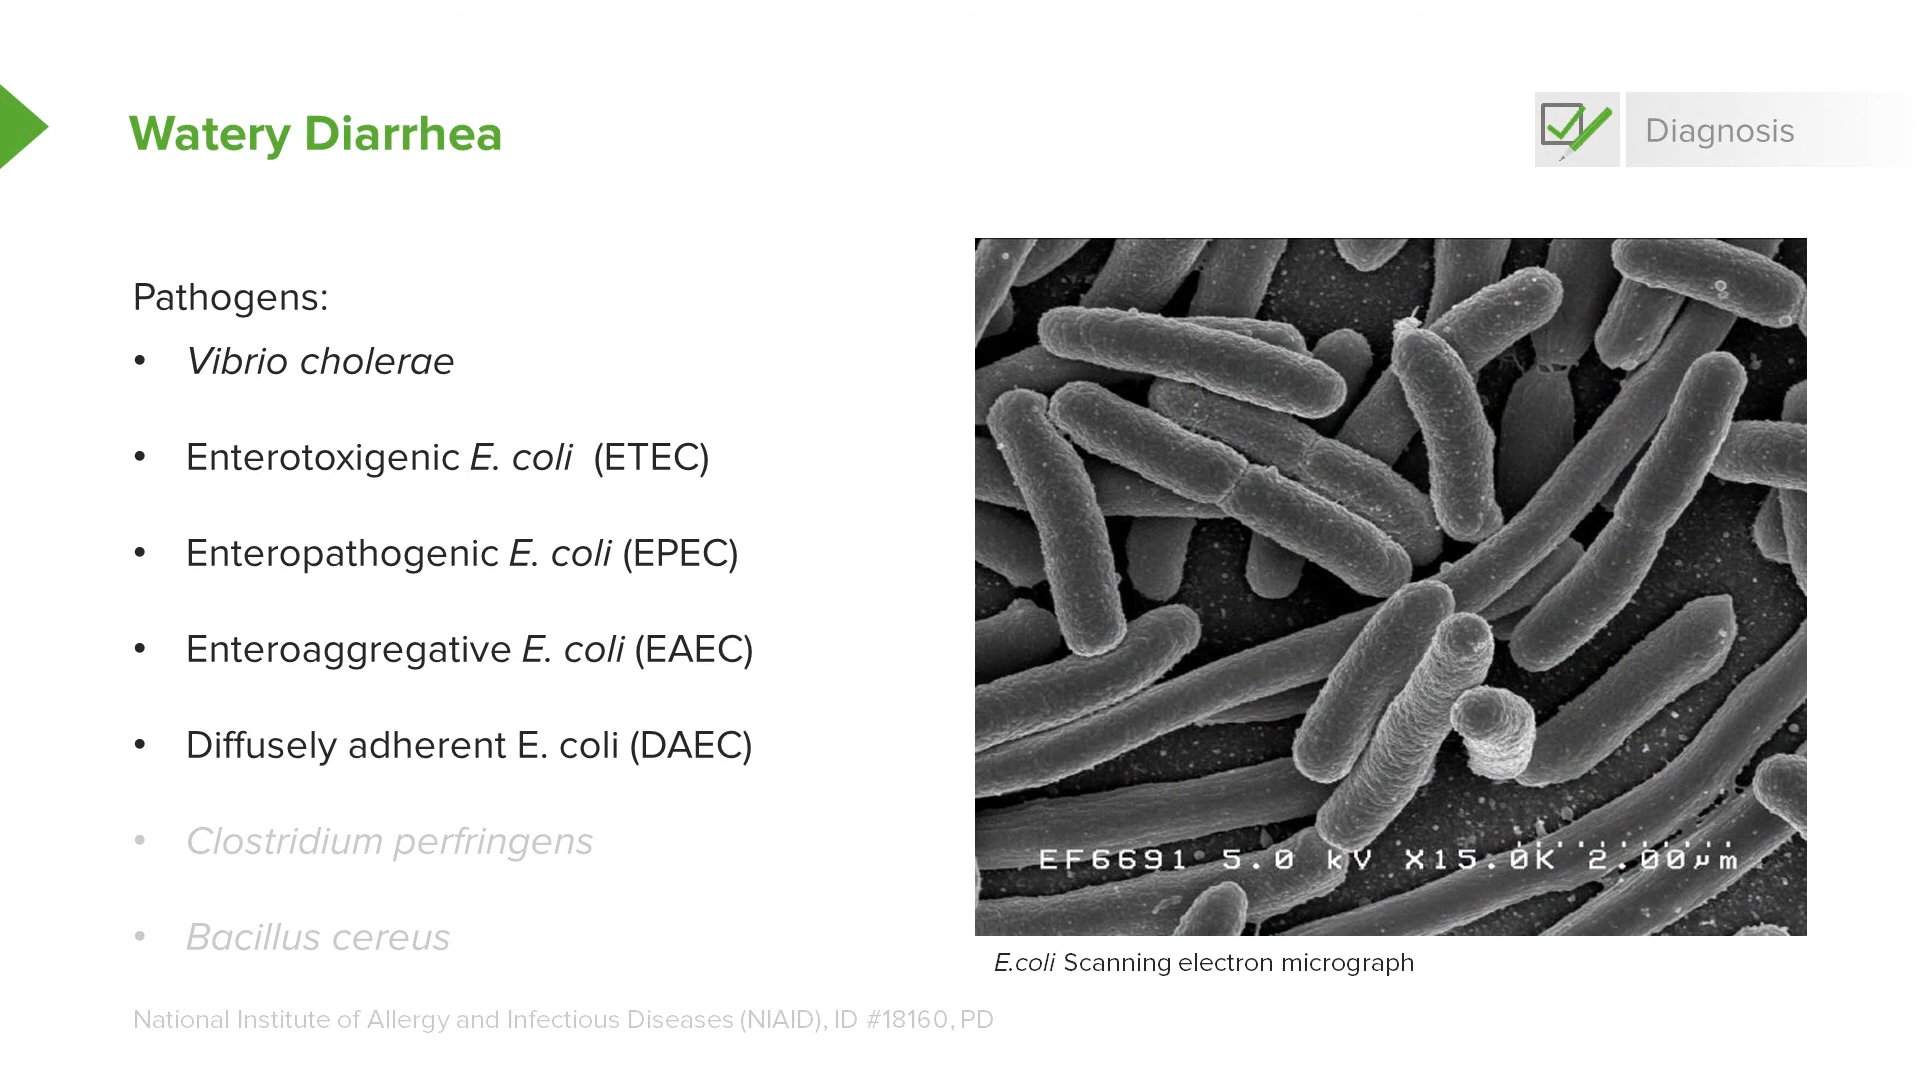 Watery Diarrhea
Diagnosis
Pathogens:
• Vibrio cholerae
• Enterotoxigenic E. coli (ETEC)
• Enteropathogenic E. coli (EPEC)
• Enteroaggregative E. coli (EAEC)
• Diffusely adherent E. coli (DAEC)
• Clostridium perfringens
• Bacillus cereus
EF6691 5.0 kV X15.0K 2.00µm
E.coli Scanning electron micrograph
National Institute of Allergy and Infectious Diseases (NIAID), ID #18160, PD